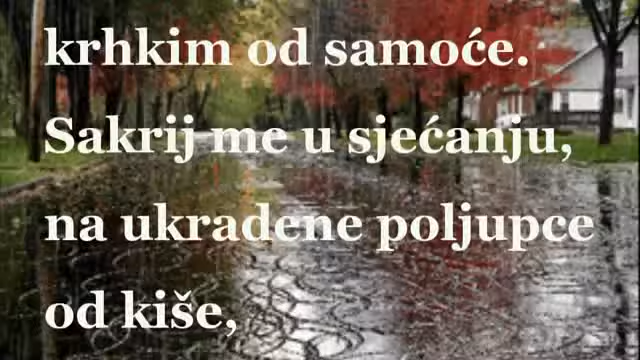 krhkim od samoće.
Sakrij me u sjećanju,
na ukradene poljupce
od kiše,